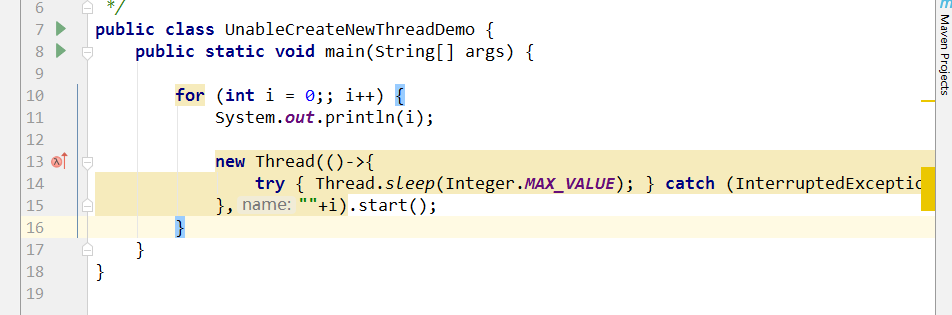 6 */
7 public class UnableCreateNewThreadDemo {
8 public static void main(String[] args) {
9
10 for (int i = 0;; i++) {
11 System.out.println(i);
12
13 new Thread(()->{
14 try { Thread.sleep(Integer.MAX_VALUE); } catch (InterruptedExceptio
15 }, name: ""+i).start();
16 }
17 }
18 }
19
Maven Projects